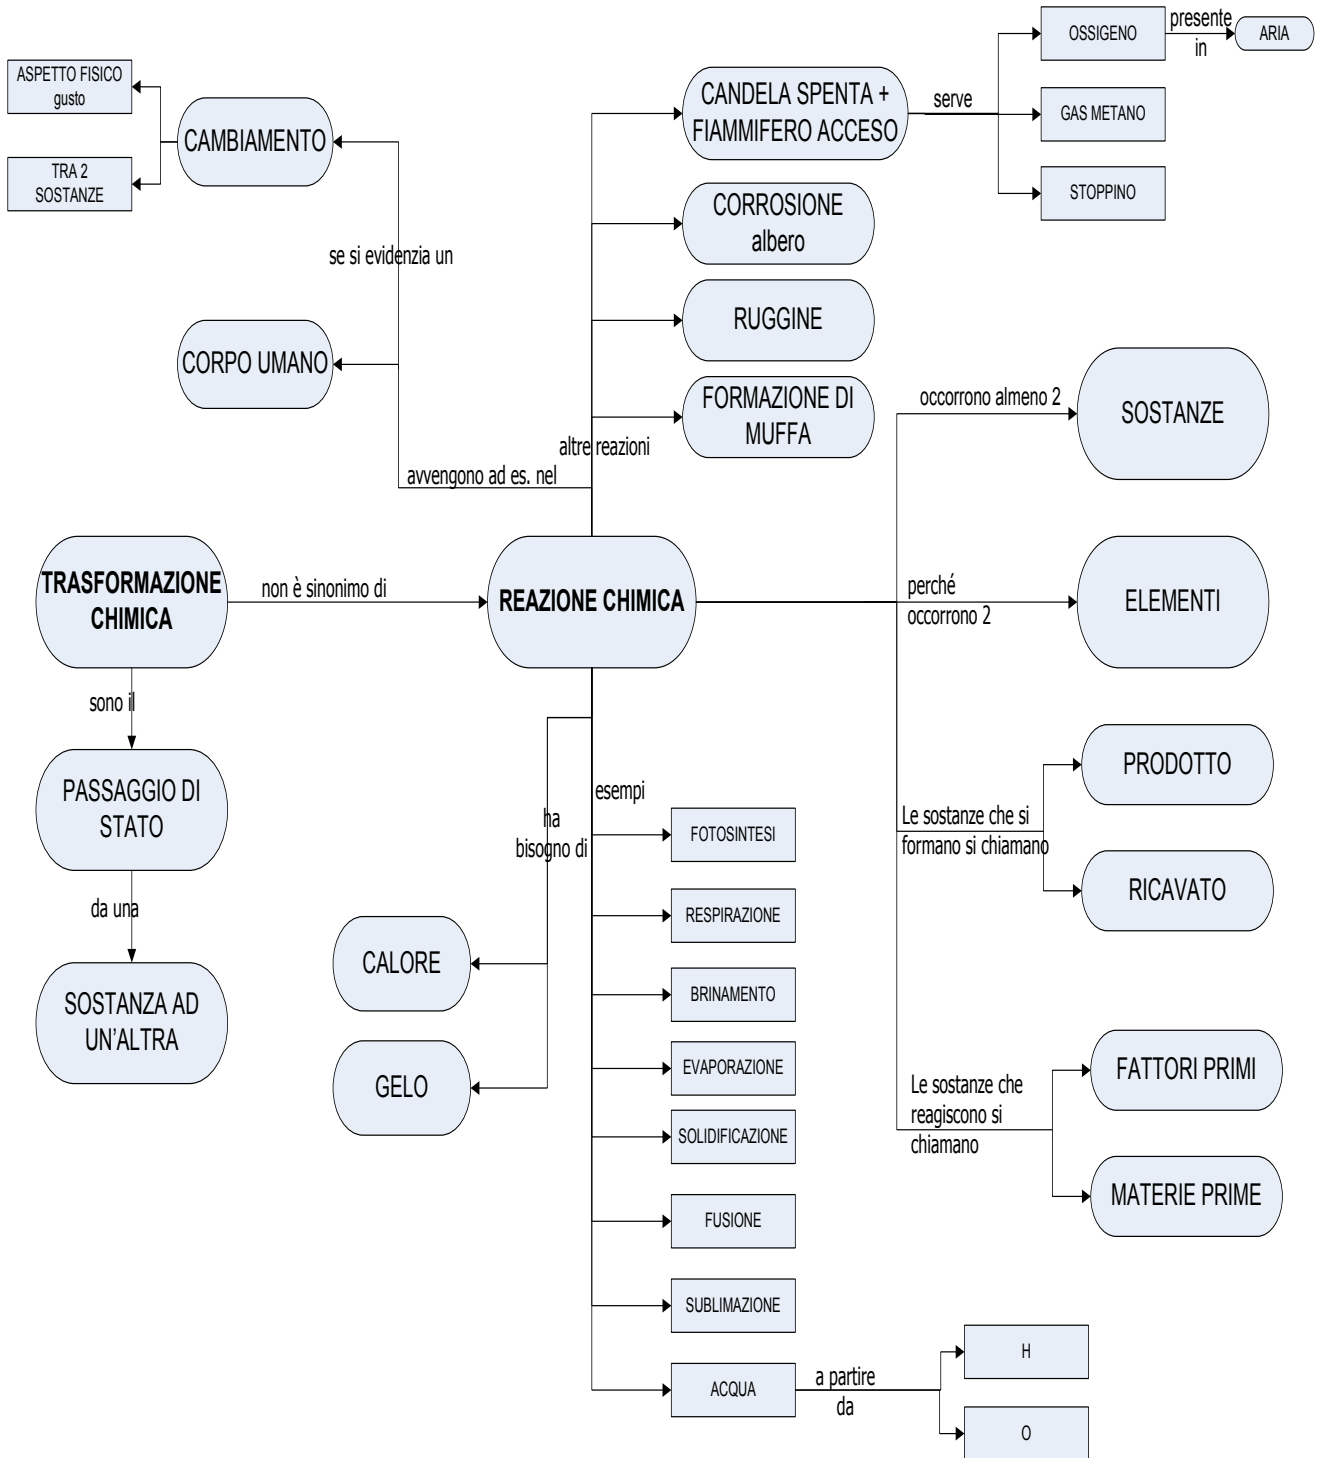 OSSIGENO
presente
in
ARIA
ASPETTO FISICO
gusto
CAMBIAMENTO
TRA 2
SOSTANZE
CANDELA SPENTA +
FIAMMIFERO ACCESO
serve
GAS METANO
STOPPINO
CORROSIONE
albero
se si evidenzia un
RUGGINE
CORPO UMANO
FORMAZIONE DI
MUFFA
altre reazioni
avvengono ad es. nel
occorrono almeno 2
SOSTANZE
TRASFORMAZIONE
CHIMICA
non è sinonimo di
REAZIONE CHIMICA
perché
occorrono 2
ELEMENTI
sono il
PASSAGGIO DI
STATO
da una
SOSTANZA AD
UN'ALTRA
ha
bisogno di
CALORE
GELO
esempi
FOTOSINTESI
RESPIRAZIONE
BRINAMENTO
EVAPORAZIONE
SOLIDIFICAZIONE
FUSIONE
SUBLIMAZIONE
ACQUA
a partire
da
H
O
Le sostanze che si
formano si chiamano
PRODOTTO
RICAVATO
Le sostanze che
reagiscono si
chiamano
FATTORI PRIMI
MATERIE PRIME